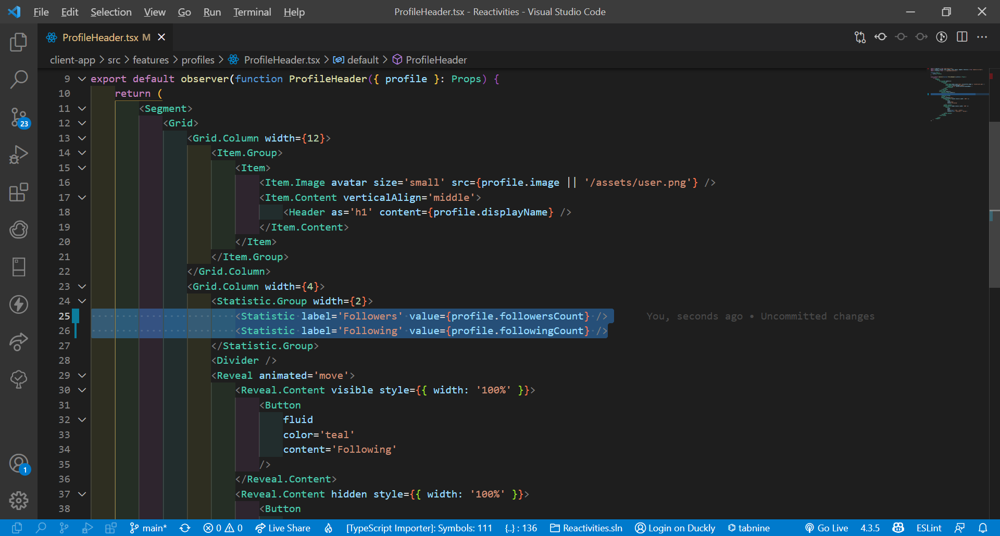 File Edit Selection View Go Run Terminal Help ProfileHeader.tsx - Reactivities - Visual Studio Code
ProfileHeader.tsx M
client-app > src > features > profiles > ProfileHeader.tsx > default > ProfileHeader
9 export default observer(function ProfileHeader({ profile }: Props) {
10 return (
11 <Segment>
12 <Grid>
13 <Grid.Column width={12}>
14 <Item.Group>
15 <Item>
16 <Item.Image avatar size='small' src={profile.image || '/assets/user.png'} />
17 <Item.Content verticalAlign='middle'>
18 <Header as='h1' content={profile.displayName} />
19 </Item.Content>
20 </Item>
21 </Item.Group>
22 </Grid.Column>
23 <Grid.Column width={4}>
24 <Statistic.Group width={2}>
25 <Statistic label='Followers' value={profile.followersCount} /> You, seconds ago • Uncommitted changes
26 <Statistic label='Following' value={profile.followingCount} />
27 </Statistic.Group>
28 <Divider />
29 <Reveal animated='move'>
30 <Reveal.Content visible style={{ width: '100%' }}>
31 <Button
32 fluid
33 color='teal'
34 content='Following'
35 />
36 </Reveal.Content>
37 <Reveal.Content hidden style={{ width: '100%' }}>
38 <Button
23
1
main* 0 0 Live Share [TypeScript Importer]: Symbols: 111 {..} : 136 Reactivities.sln Login on Duckly tabnine Go Live 4.3.5 ESLint